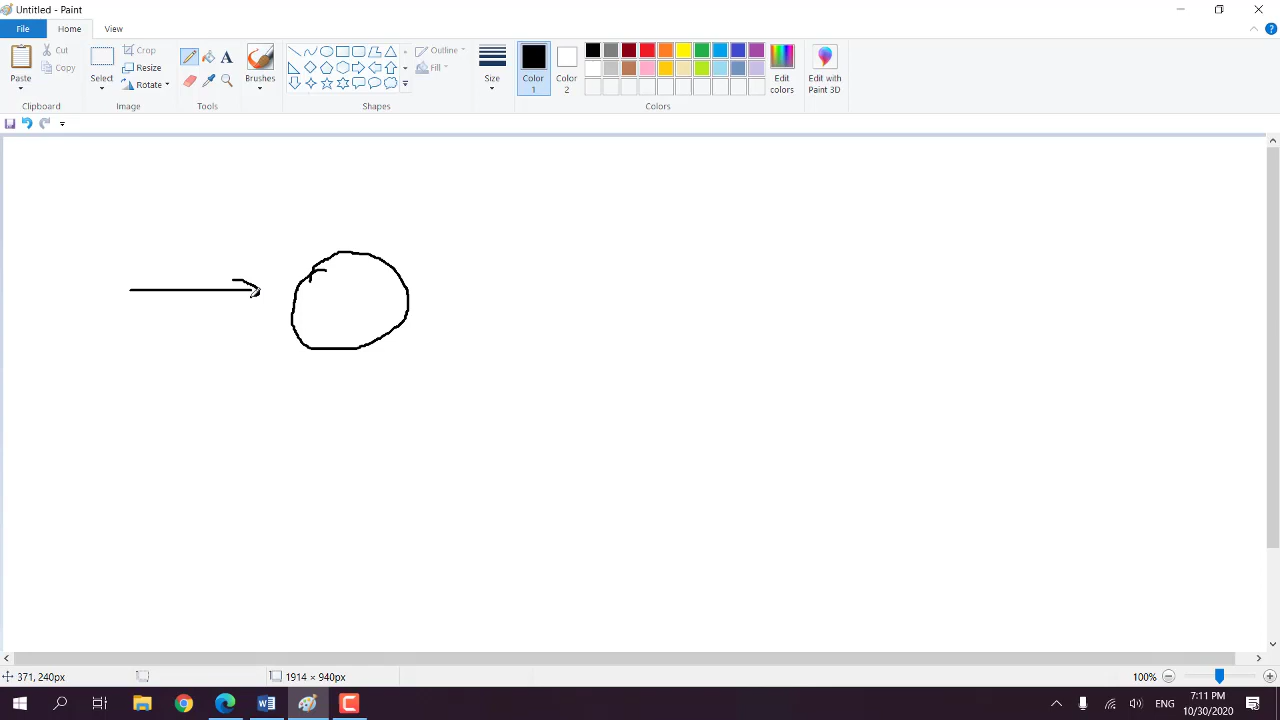 Untitled - Paint
File Home View
Paste
Cut
Copy
Clipboard
Select
Crop
Resize
Rotate
Image
A
Tools
Brushes
Outline
Fill
Shapes
Size
Color 1
Color 2
Edit colors
Colors
Edit with Paint 3D
371, 240px
1914 × 940px
100%
ENG
7:11 PM
10/30/2020